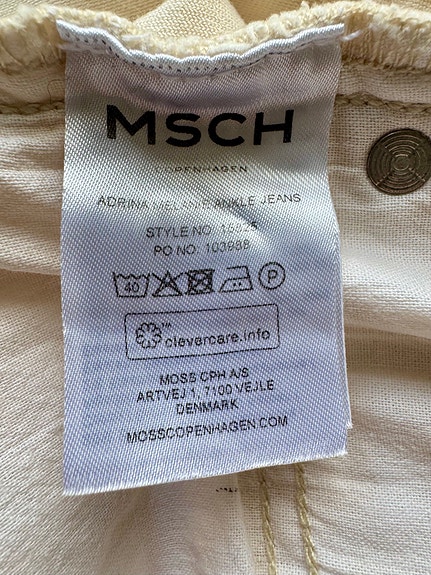 MSCH
COPENHAGEN
ADRINA MELANIE ANKLE JEANS
STYLE NO.
PO NO. 103988
40 P
™ clevercare.info
MOSS CPH A/S
ARTVEJ 1, 7100 VEJLE
DENMARK
MOSSCOPENHAGEN.COM